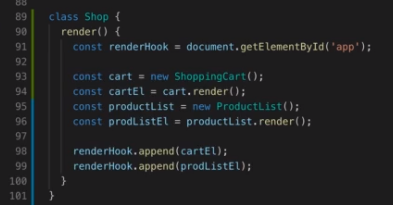 88
89 class Shop {
90   render() {
91     const renderHook = document.getElementById('app');
92
93     const cart = new ShoppingCart();
94     const cartEl = cart.render();
95     const productList = new ProductList();
96     const prodListEl = productList.render();
97
98     renderHook.append(cartEl);
99     renderHook.append(prodListEl);
100   }
101 }